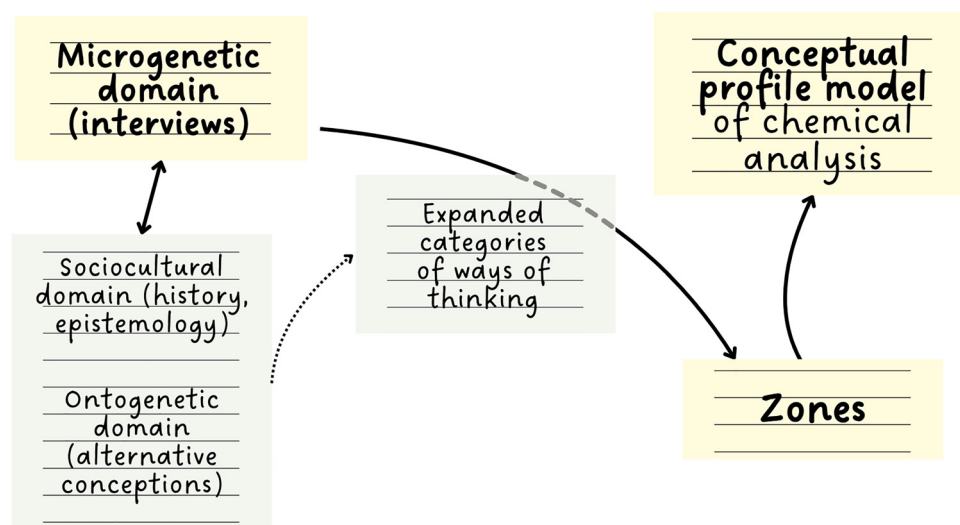 Microgenetic
domain
(interviews)
Conceptual
profile model
of chemical
analysis
Expanded
categories
of ways of
thinking
Sociocultural
domain (history,
epistemology)
Ontogenetic
domain
(alternative
conceptions)
Zones